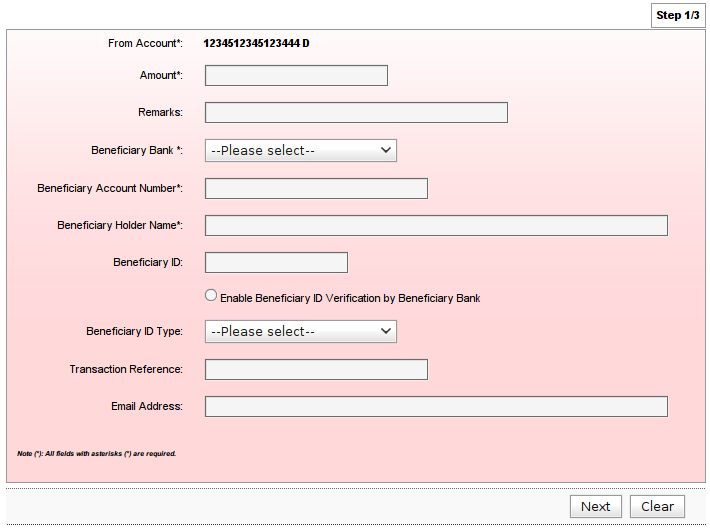 Step 1/3
From Account*: 1234512345123444 D
Amount*:
Remarks:
Beneficiary Bank *: --Please select--
Beneficiary Account Number*:
Beneficiary Holder Name*:
Beneficiary ID:
Enable Beneficiary ID Verification by Beneficiary Bank
Beneficiary ID Type: --Please select--
Transaction Reference:
Email Address:
Note (*): All fields with asterisks (*) are required.
Next Clear